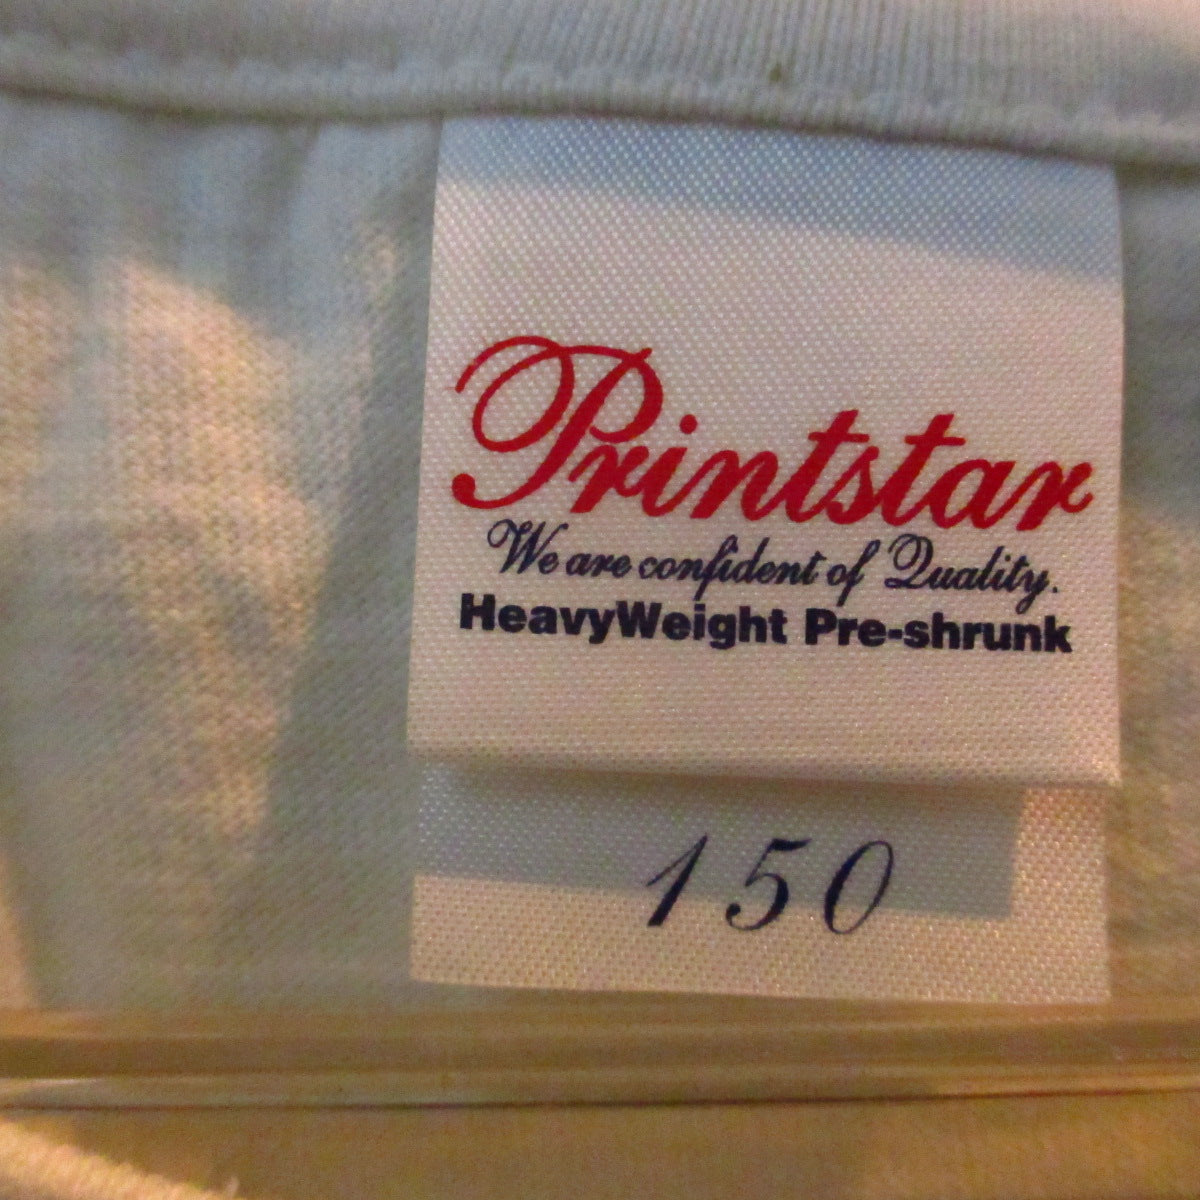 Printstar
We are confident of Quality.
HeavyWeight Pre-shrunk
150